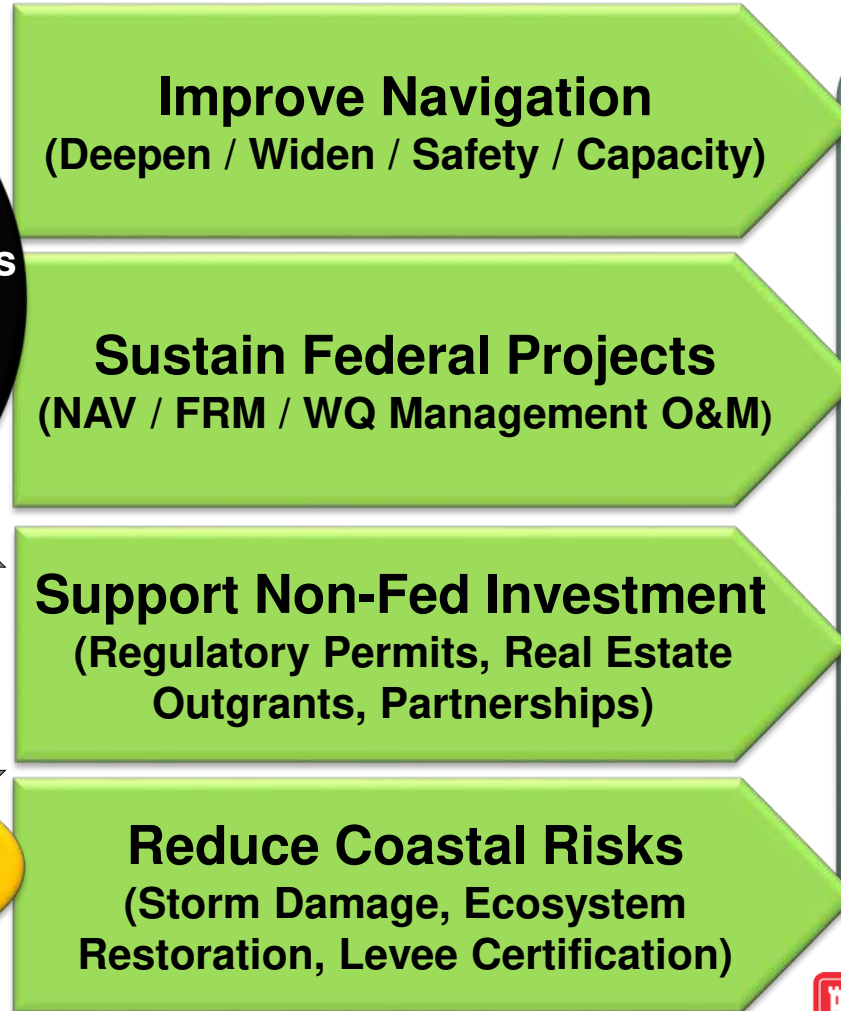 Improve Navigation
(Deepen / Widen / Safety / Capacity)
Sustain Federal Projects
(NAV / FRM / WQ Management O&M)
Support Non-Fed Investment
(Regulatory Permits, Real Estate
Outgrants, Partnerships)
Reduce Coastal Risks
(Storm Damage, Ecosystem
Restoration, Levee Certification)